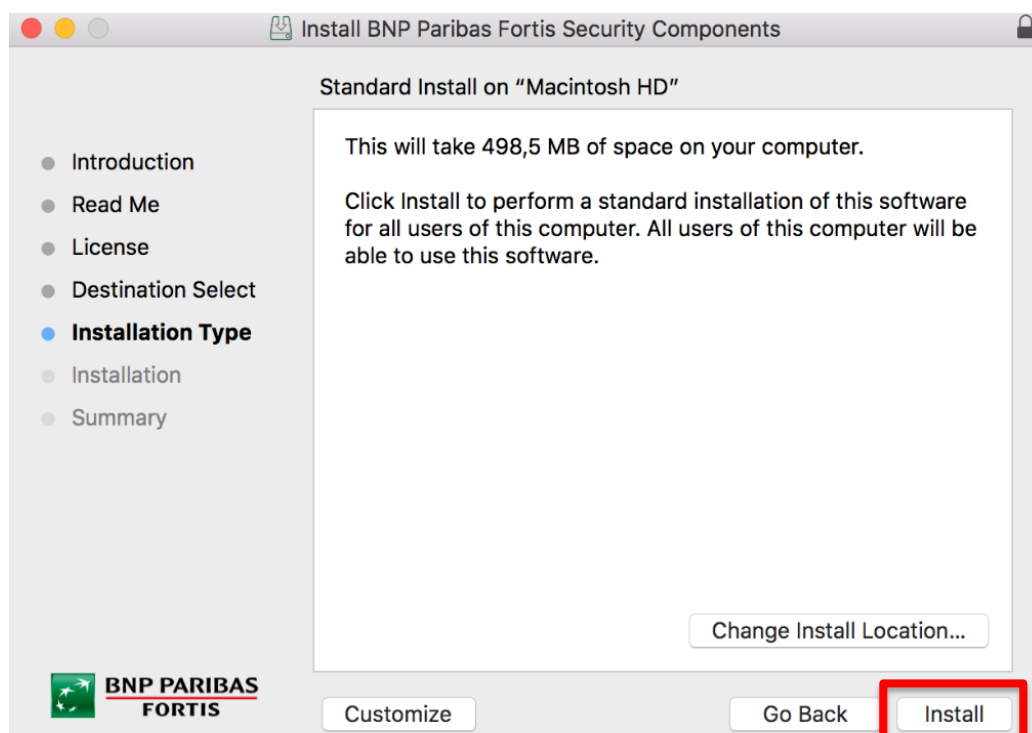 Install BNP Paribas Fortis Security Components
Standard Install on “Macintosh HD”
Introduction
Read Me
License
Destination Select
Installation Type
Installation
Summary
This will take 498,5 MB of space on your computer.
Click Install to perform a standard installation of this software
for all users of this computer. All users of this computer will be
able to use this software.
Change Install Location...
BNP PARIBAS
FORTIS
Customize
Go Back
Install